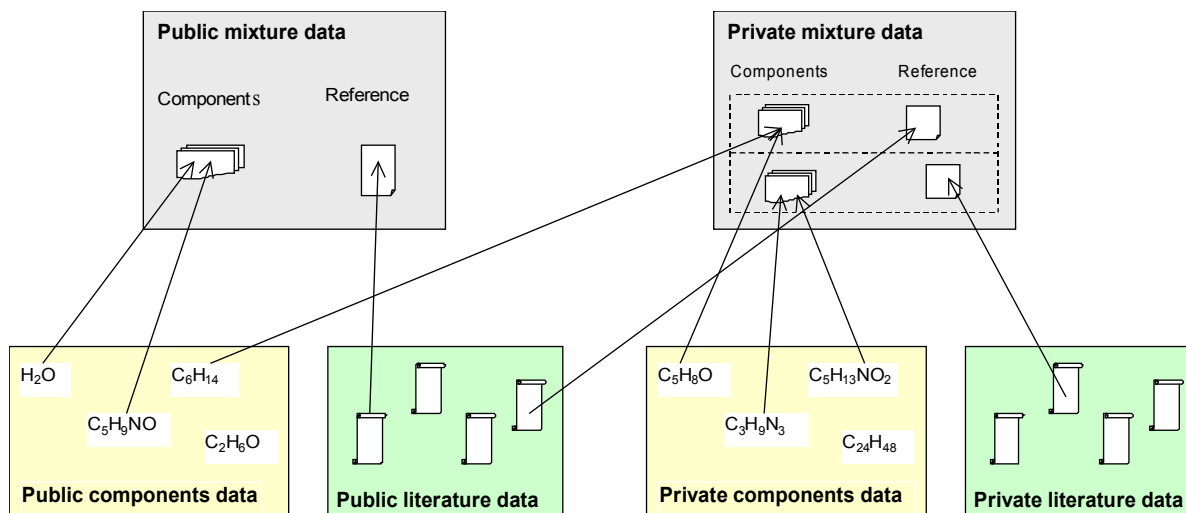 Public mixture data
Components
Reference
Private mixture data
Components
Reference
H₂O
C₆H₁₄
C₅H₉NO
C₂H₆O
Public components data
Public literature data
C₅H₈O
C₅H₁₃NO₂
C₃H₉N₃
C₂₄H₄₈
Private components data
Private literature data